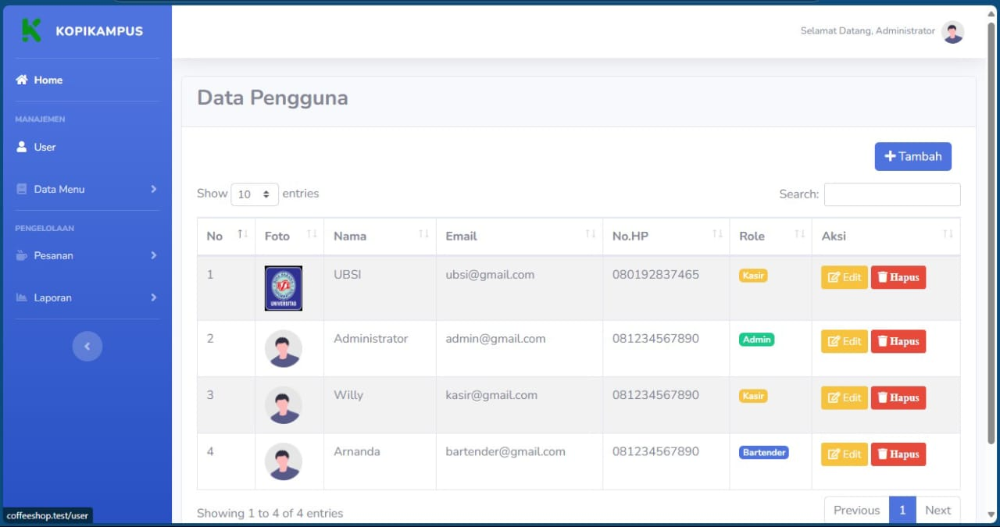 KOPIKAMPUS
Selamat Datang, Administrator
Home
MANAJEMEN
User
Data Menu
PENGELOLAAN
Pesanan
Laporan
Data Pengguna
Tambah
Show 10 entries
Search:
No Foto Nama Email No.HP Role Aksi
1 UNIVERSITAS UBSI ubsi@gmail.com 080192837465 Kasir Edit Hapus
2 Administrator admin@gmail.com 081234567890 Admin Edit Hapus
3 Willy kasir@gmail.com 081234567890 Kasir Edit Hapus
4 Arnanda bartender@gmail.com 081234567890 Bartender Edit Hapus
Showing 1 to 4 of 4 entries
Previous 1 Next
coffeeshop.test/user